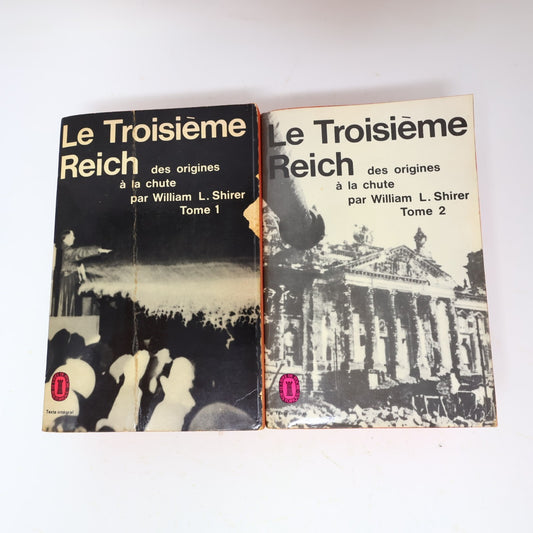 Le Troisième
Reich des origines
à la chute
par William L. Shirer
Tome 1
Texte intégral
Le Troisième
Reich des origines
à la chute
par William L. Shirer
Tome 2